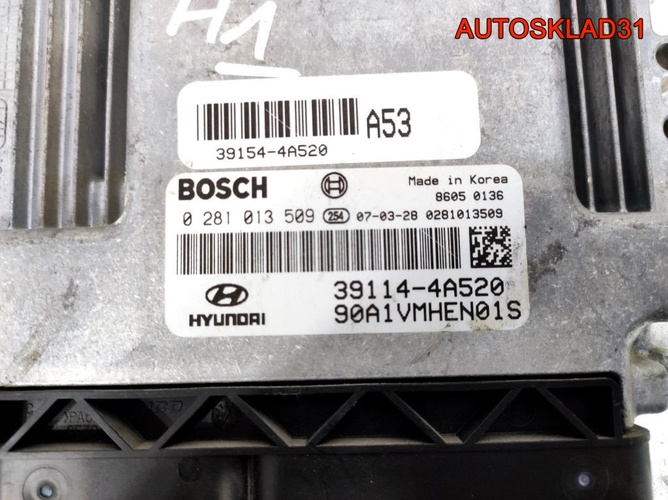 AUTOSKLAD31
H1
A53
39154-4A520
BOSCH
Made in Korea
8605 0136
0 281 013 509 254 07-03-28 0281013509
39114-4A520
HYUNDAI
90A1VMHEN01S